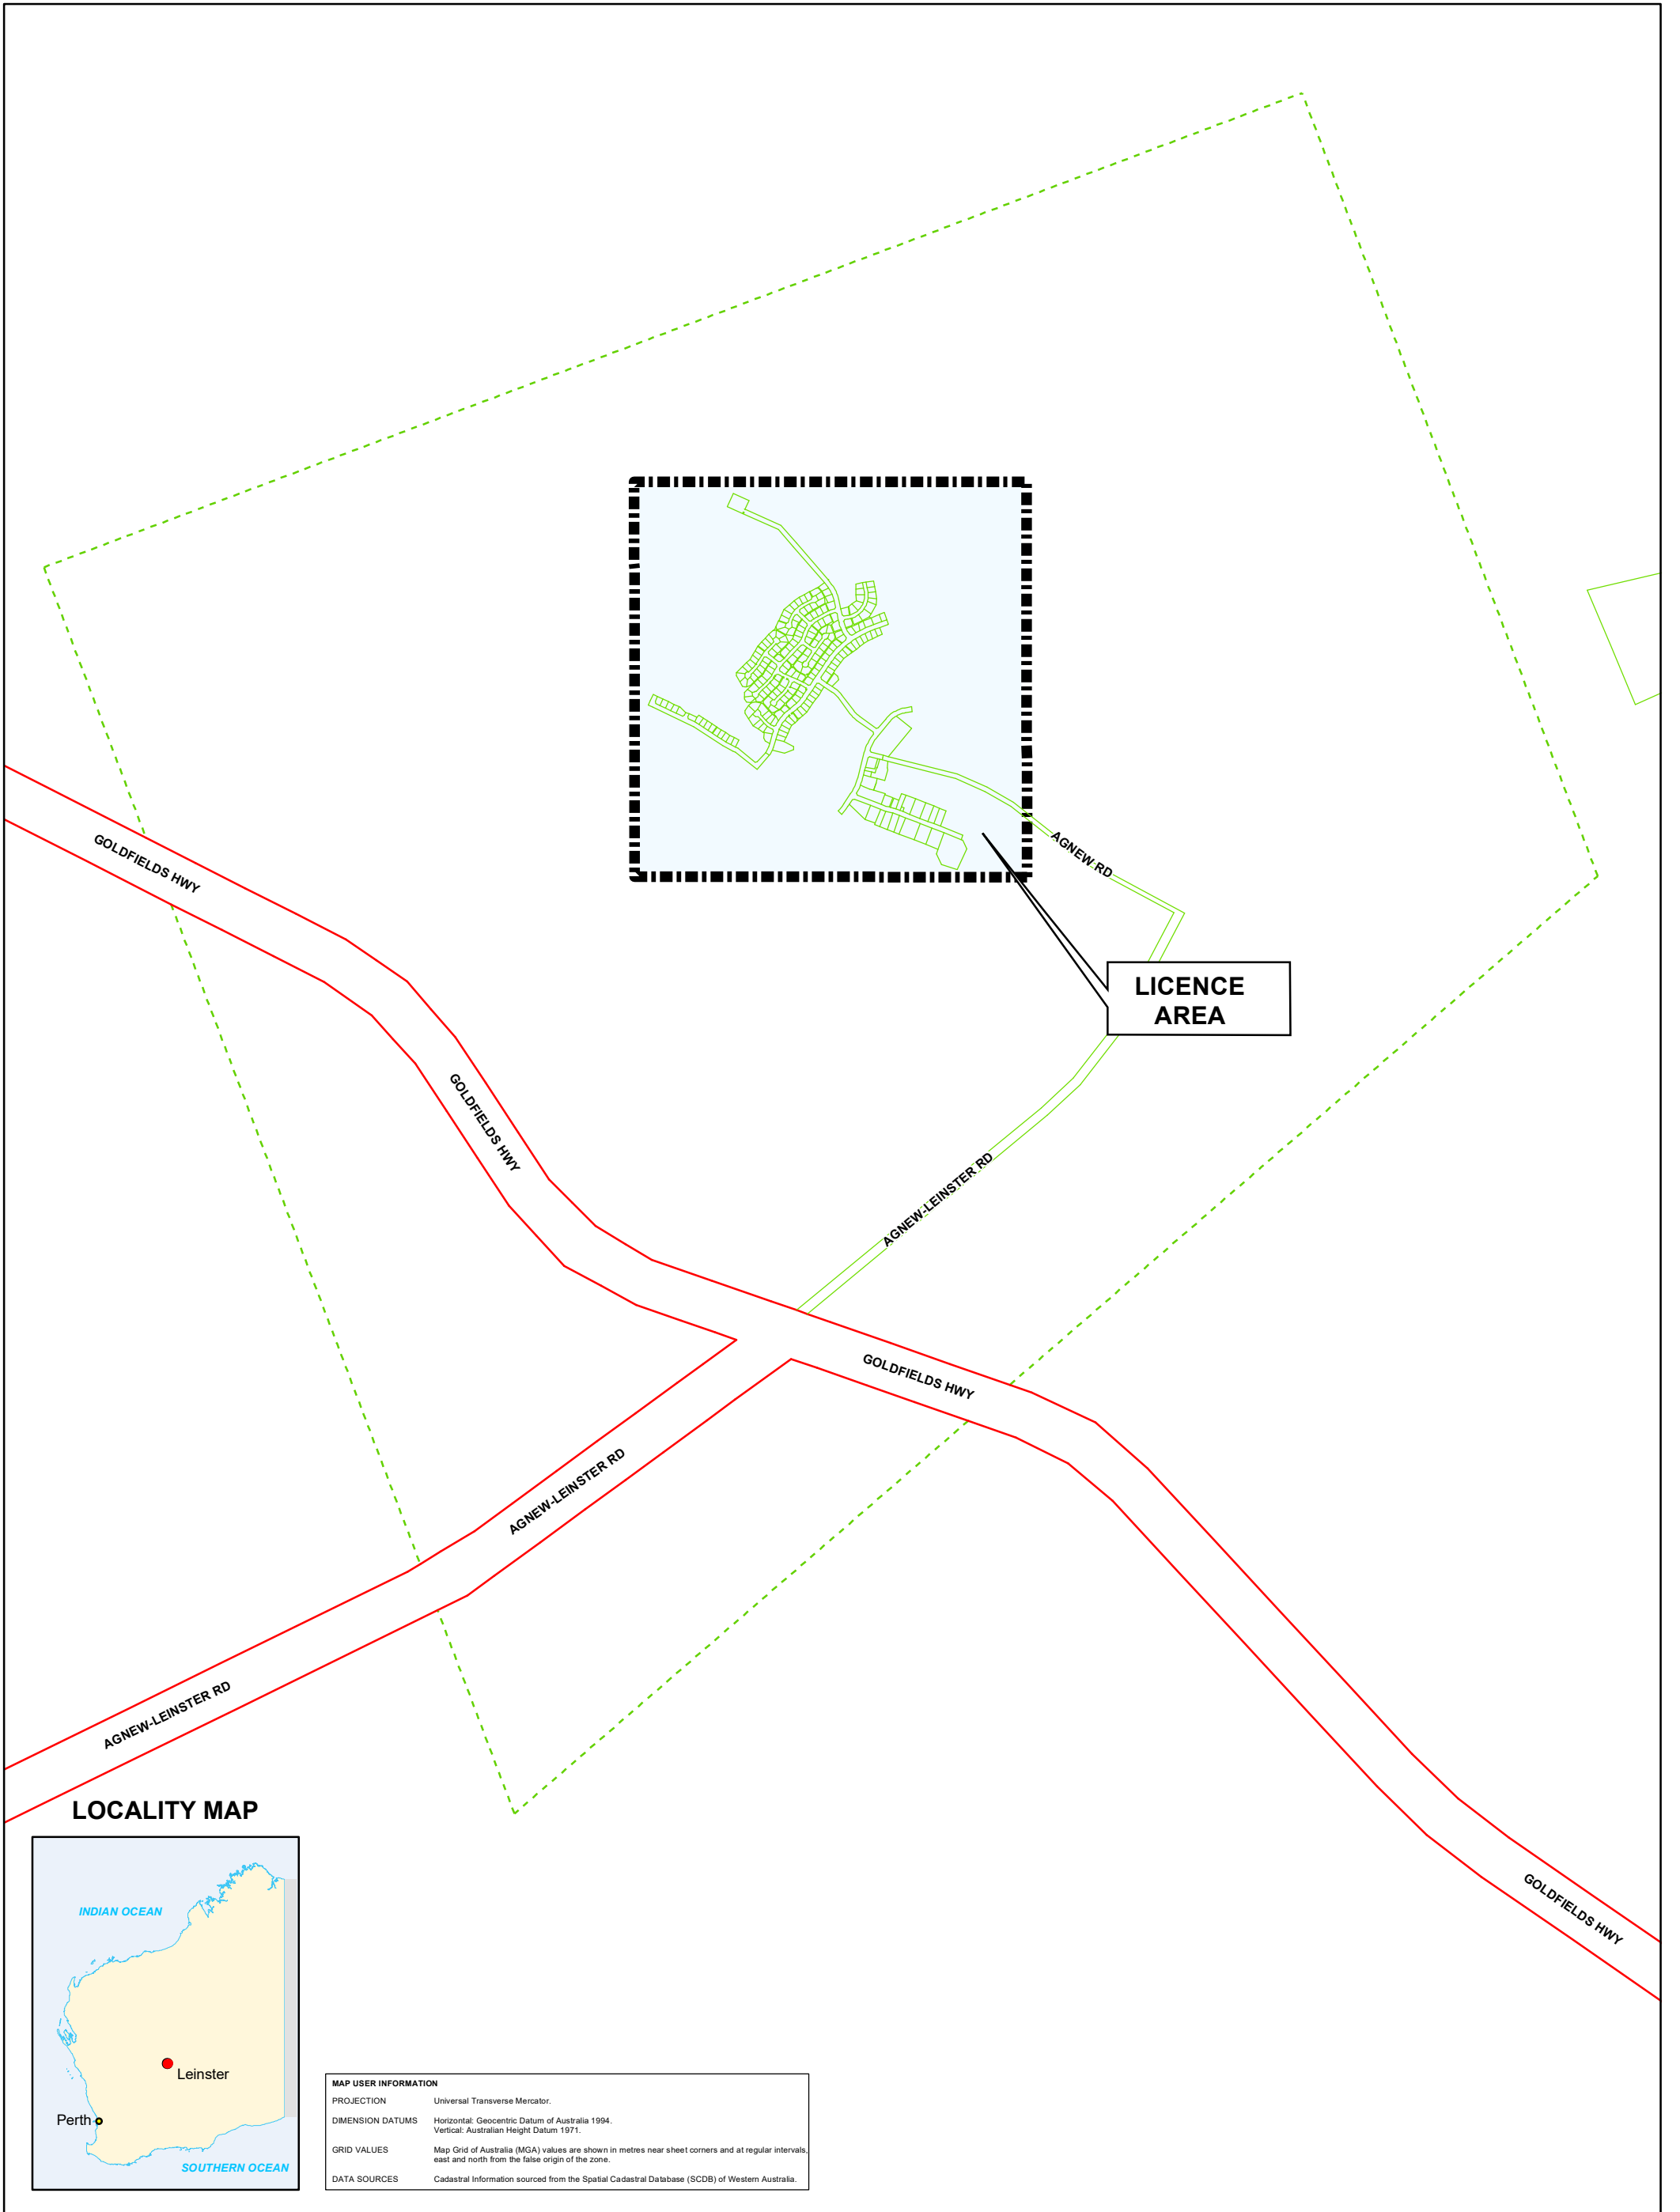 GOLDFIELDS HWY
AGNEW RD
LICENCE
AREA
GOLDFIELDS HWY
AGNEW-LEINSTER RD
GOLDFIELDS HWY
AGNEW-LEINSTER RD
AGNEW-LEINSTER RD
GOLDFIELDS HWY
LOCALITY MAP
INDIAN OCEAN
Leinster
Perth
SOUTHERN OCEAN
MAP USER INFORMATION
PROJECTION Universal Transverse Mercator.
DIMENSION DATUMS Horizontal: Geocentric Datum of Australia 1994.
Vertical: Australian Height Datum 1971.
GRID VALUES Map Grid of Australia (MGA) values are shown in metres near sheet corners and at regular intervals,
east and north from the false origin of the zone.
DATA SOURCES Cadastral Information sourced from the Spatial Cadastral Database (SCDB) of Western Australia.